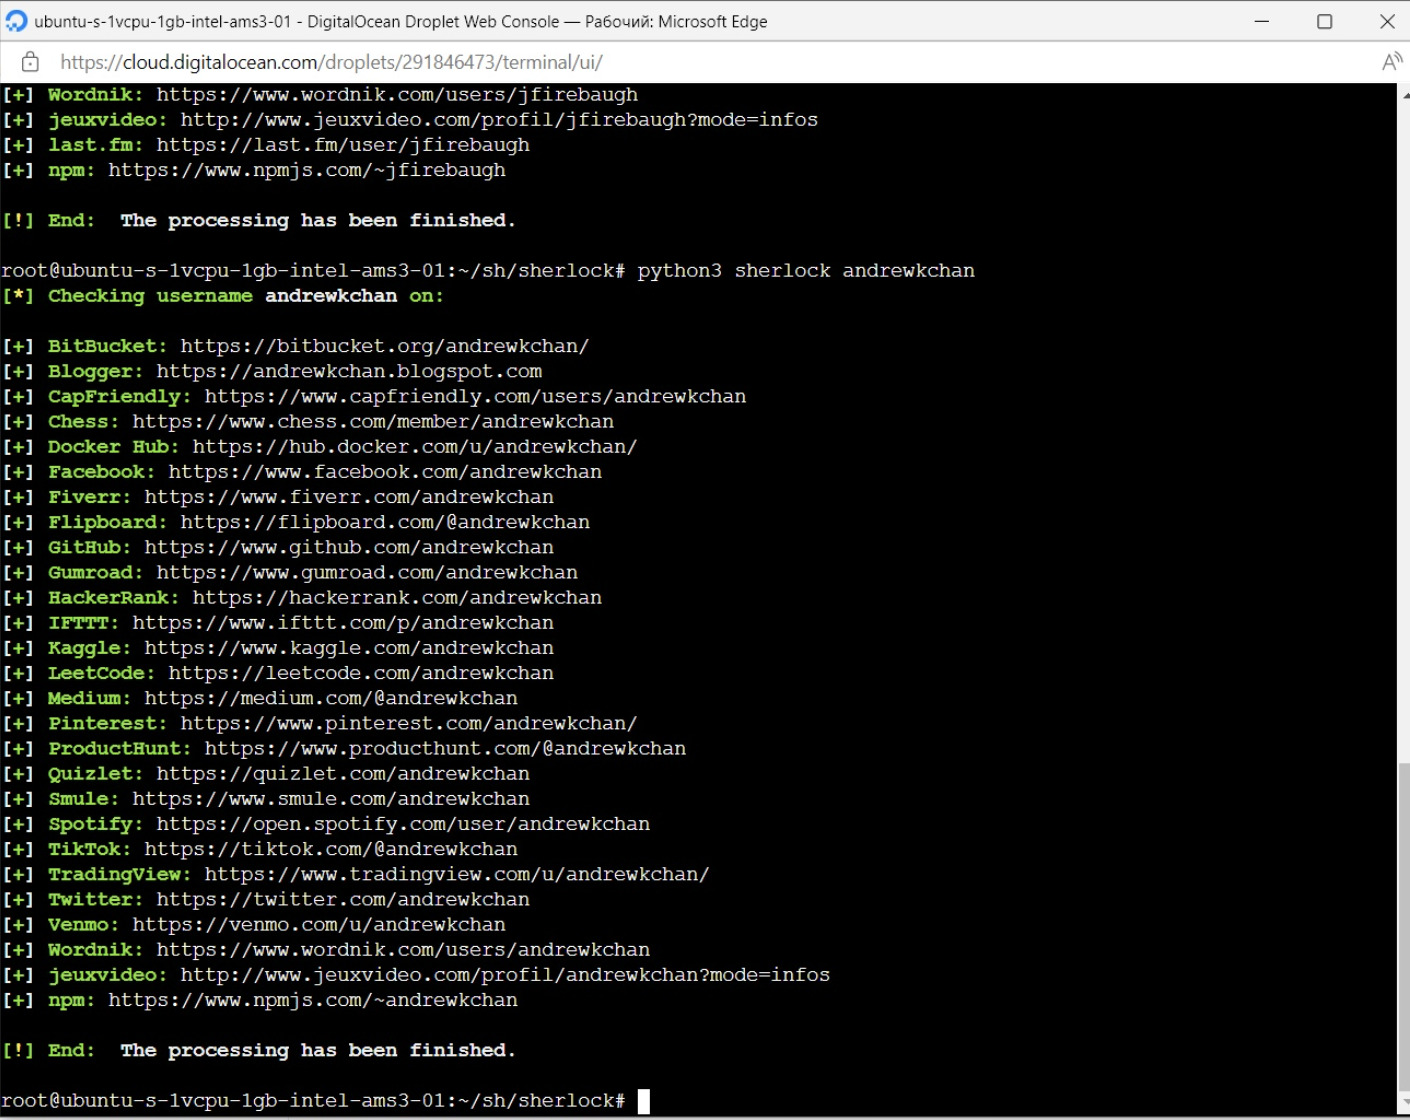 ubuntu-s-1vcpu-1gb-intel-ams3-01 - DigitalOcean Droplet Web Console — Рабочий: Microsoft Edge
https://cloud.digitalocean.com/droplets/291846473/terminal/ui/
[+] Wordnik: https://www.wordnik.com/users/jfirebaugh
[+] jeuxvideo: http://www.jeuxvideo.com/profil/jfirebaugh?mode=infos
[+] last.fm: https://last.fm/user/jfirebaugh
[+] npm: https://www.npmjs.com/~jfirebaugh
[!] End:  The processing has been finished.
root@ubuntu-s-1vcpu-1gb-intel-ams3-01:~/sh/sherlock# python3 sherlock andrewkchan
[*] Checking username andrewkchan on:
[+] BitBucket: https://bitbucket.org/andrewkchan/
[+] Blogger: https://andrewkchan.blogspot.com
[+] CapFriendly: https://www.capfriendly.com/users/andrewkchan
[+] Chess: https://www.chess.com/member/andrewkchan
[+] Docker Hub: https://hub.docker.com/u/andrewkchan/
[+] Facebook: https://www.facebook.com/andrewkchan
[+] Fiverr: https://www.fiverr.com/andrewkchan
[+] Flipboard: https://flipboard.com/@andrewkchan
[+] GitHub: https://www.github.com/andrewkchan
[+] Gumroad: https://www.gumroad.com/andrewkchan
[+] HackerRank: https://hackerrank.com/andrewkchan
[+] IFTTT: https://www.ifttt.com/p/andrewkchan
[+] Kaggle: https://www.kaggle.com/andrewkchan
[+] LeetCode: https://leetcode.com/andrewkchan
[+] Medium: https://medium.com/@andrewkchan
[+] Pinterest: https://www.pinterest.com/andrewkchan/
[+] ProductHunt: https://www.producthunt.com/@andrewkchan
[+] Quizlet: https://quizlet.com/andrewkchan
[+] Smule: https://www.smule.com/andrewkchan
[+] Spotify: https://open.spotify.com/user/andrewkchan
[+] TikTok: https://tiktok.com/@andrewkchan
[+] TradingView: https://www.tradingview.com/u/andrewkchan/
[+] Twitter: https://twitter.com/andrewkchan
[+] Venmo: https://venmo.com/u/andrewkchan
[+] Wordnik: https://www.wordnik.com/users/andrewkchan
[+] jeuxvideo: http://www.jeuxvideo.com/profil/andrewkchan?mode=infos
[+] npm: https://www.npmjs.com/~andrewkchan
[!] End:  The processing has been finished.
root@ubuntu-s-1vcpu-1gb-intel-ams3-01:~/sh/sherlock#